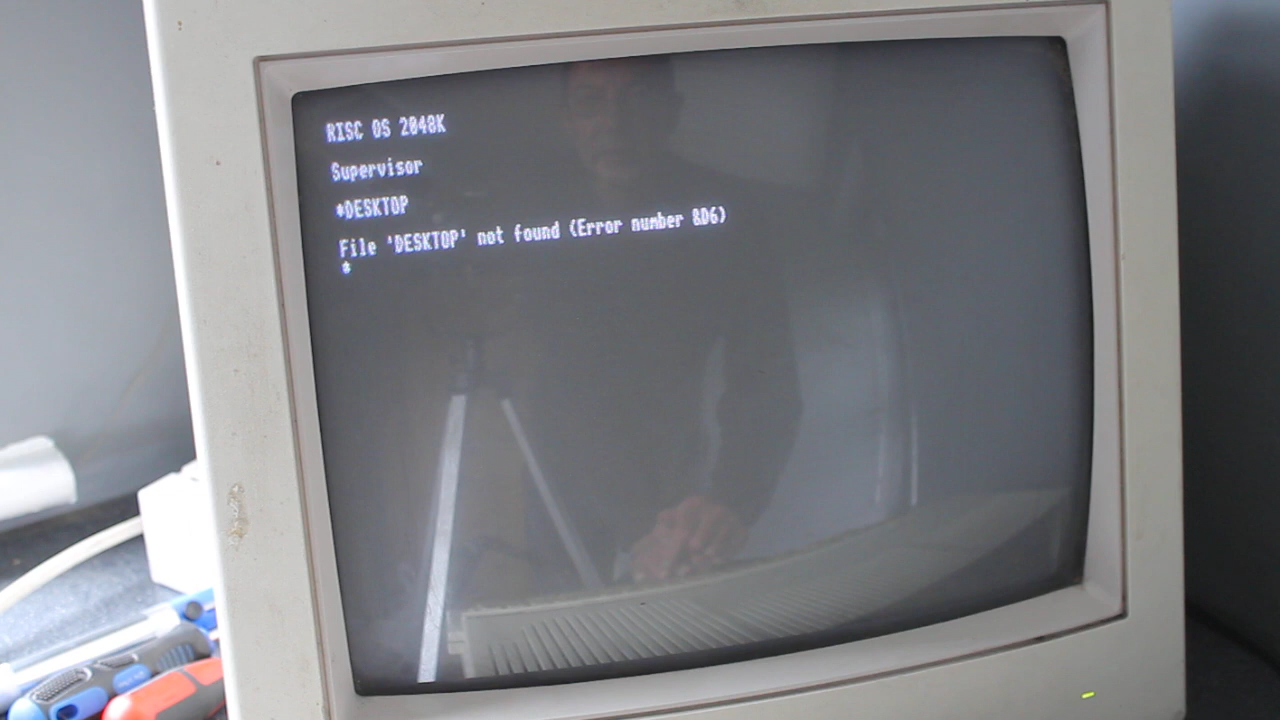 RISC OS 2048K
Supervisor
*DESKTOP
File 'DESKTOP' not found (Error number &D6)
*